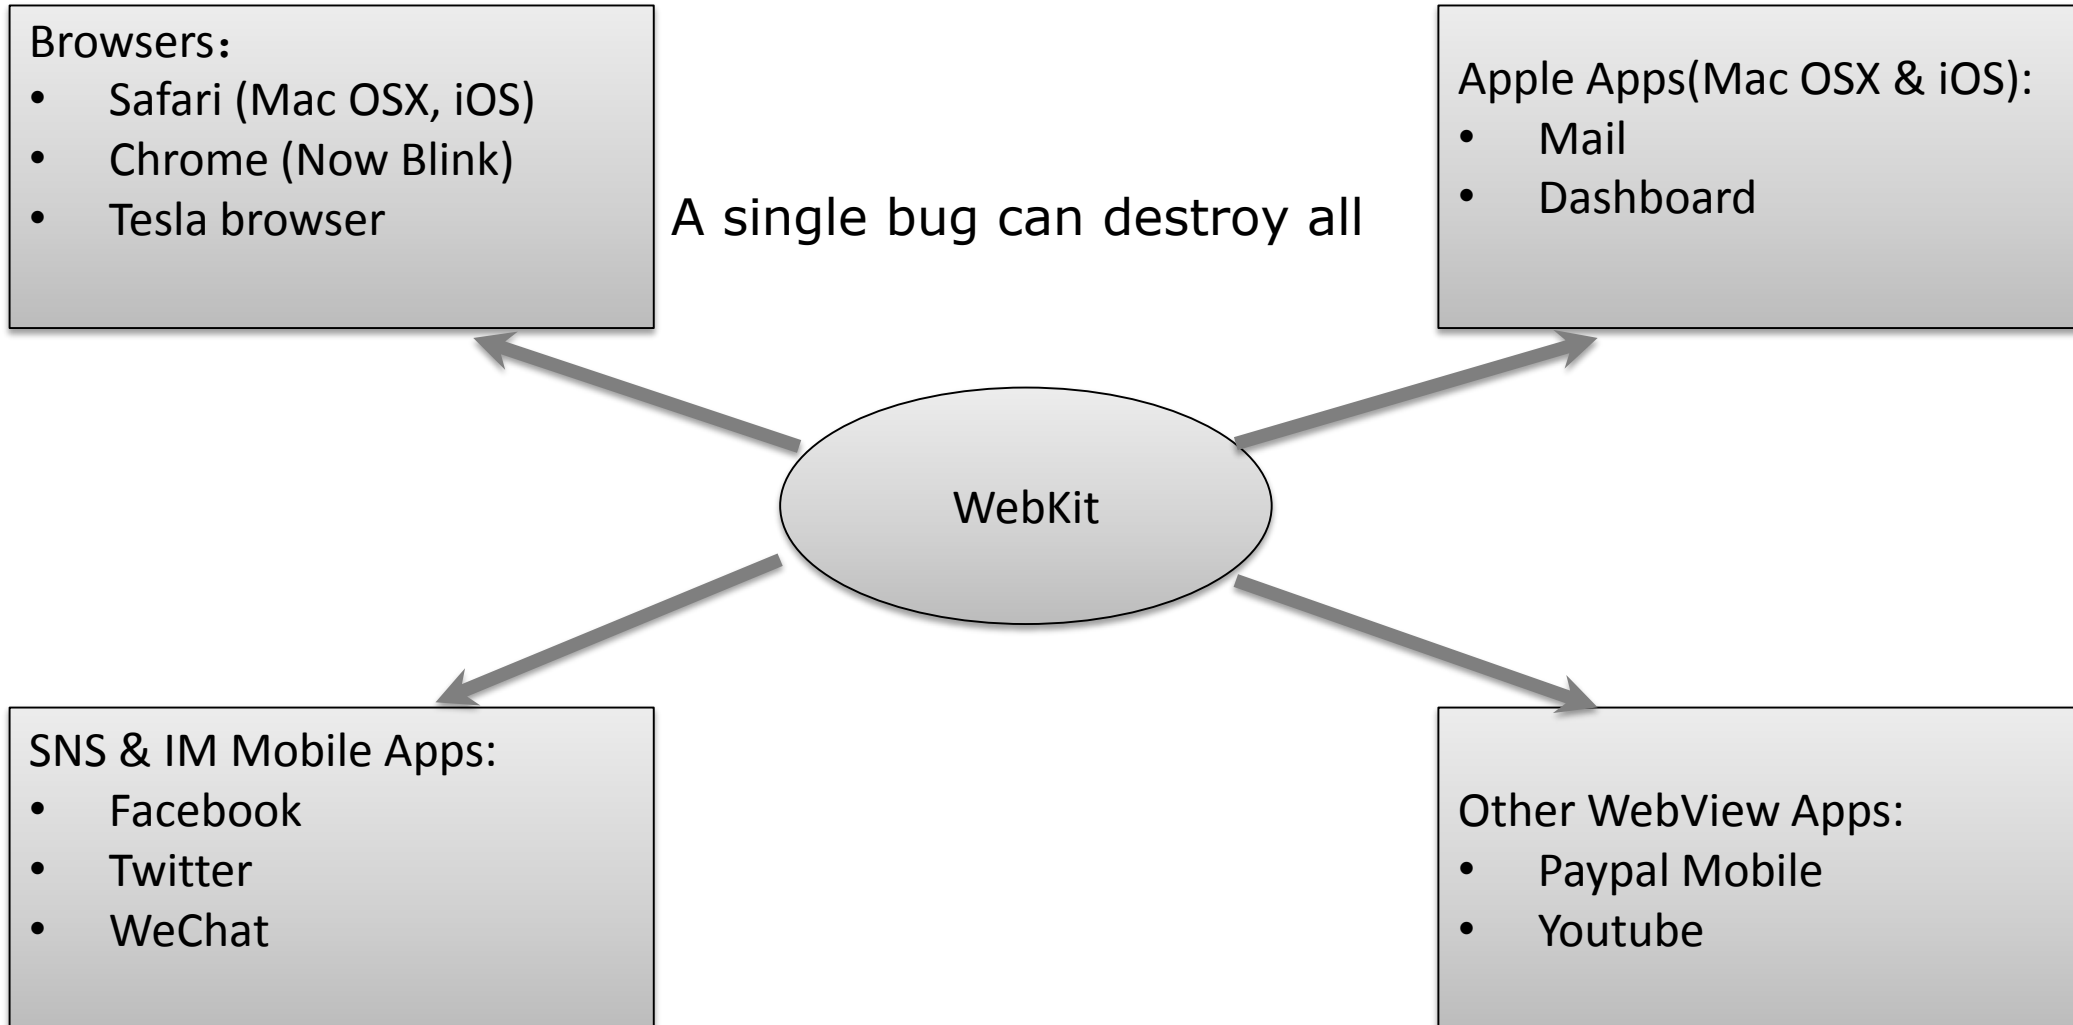 Browsers：
• Safari (Mac OSX, iOS)
• Chrome (Now Blink)
• Tesla browser
A single bug can destroy all
Apple Apps(Mac OSX & iOS):
• Mail
• Dashboard
WebKit
SNS & IM Mobile Apps:
• Facebook
• Twitter
• WeChat
Other WebView Apps:
• Paypal Mobile
• Youtube